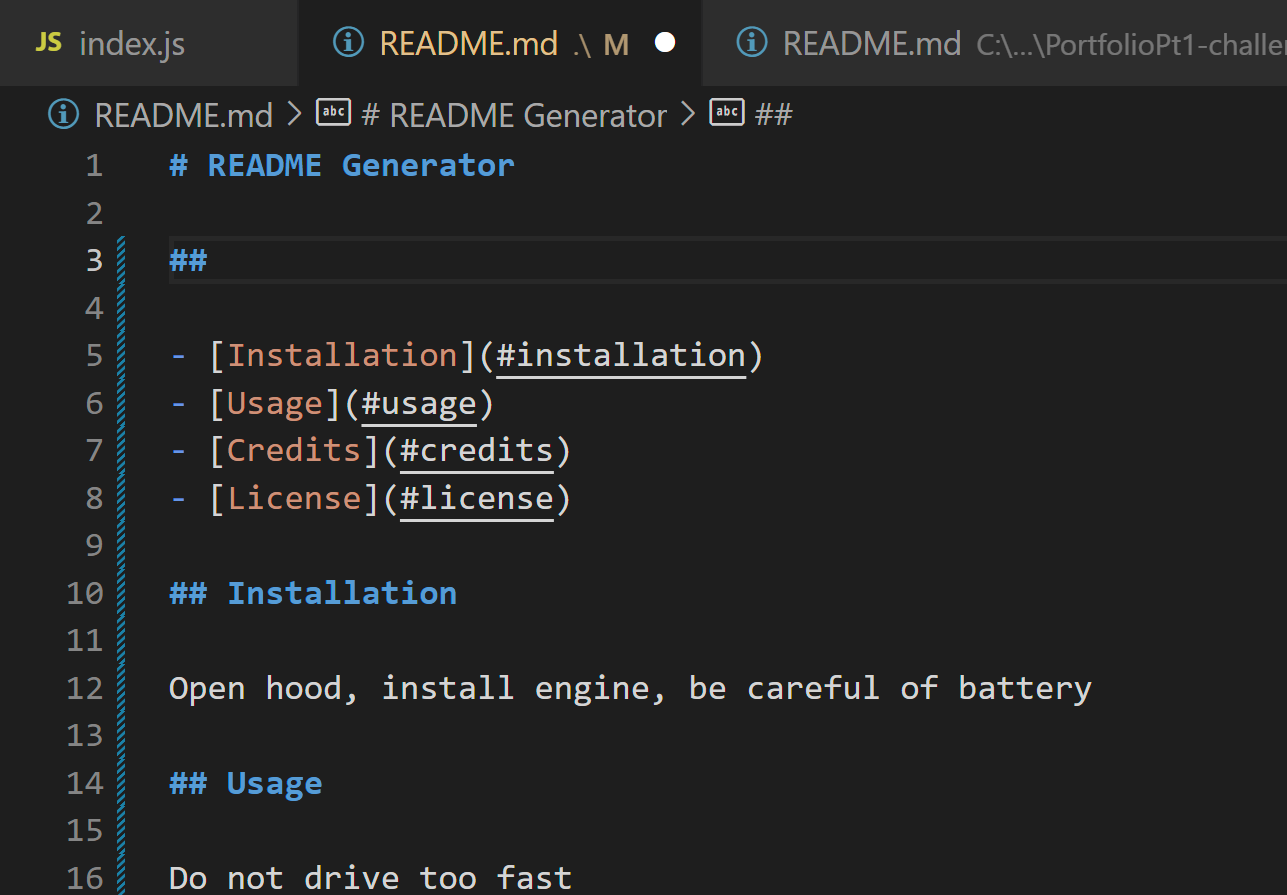 JS index.js README.md .\ M README.md C:\...\PortfolioPt1-challe
README.md > # README Generator > ##
1 # README Generator
2
3 ##
4
5 - [Installation](#installation)
6 - [Usage](#usage)
7 - [Credits](#credits)
8 - [License](#license)
9
10 ## Installation
11
12 Open hood, install engine, be careful of battery
13
14 ## Usage
15
16 Do not drive too fast